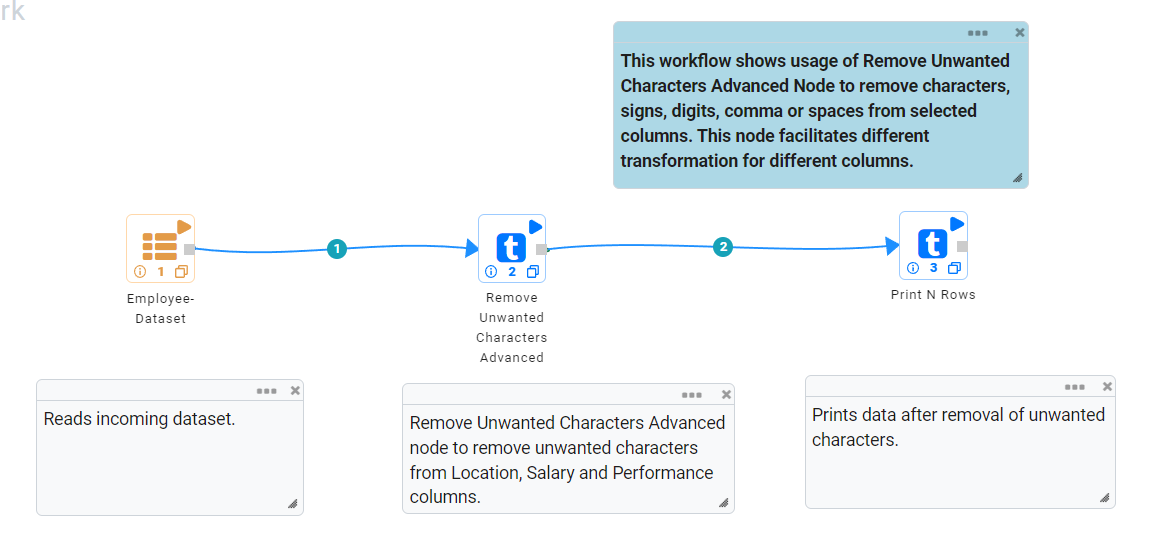 rk
This workflow shows usage of Remove Unwanted
Characters Advanced Node to remove characters,
signs, digits, comma or spaces from selected
columns. This node facilitates different
transformation for different columns.
1
2
1
2
3
Employee-
Dataset
Remove
Unwanted
Characters
Advanced
Print N Rows
Reads incoming dataset.
Remove Unwanted Characters Advanced
node to remove unwanted characters
from Location, Salary and Performance
columns.
Prints data after removal of unwanted
characters.